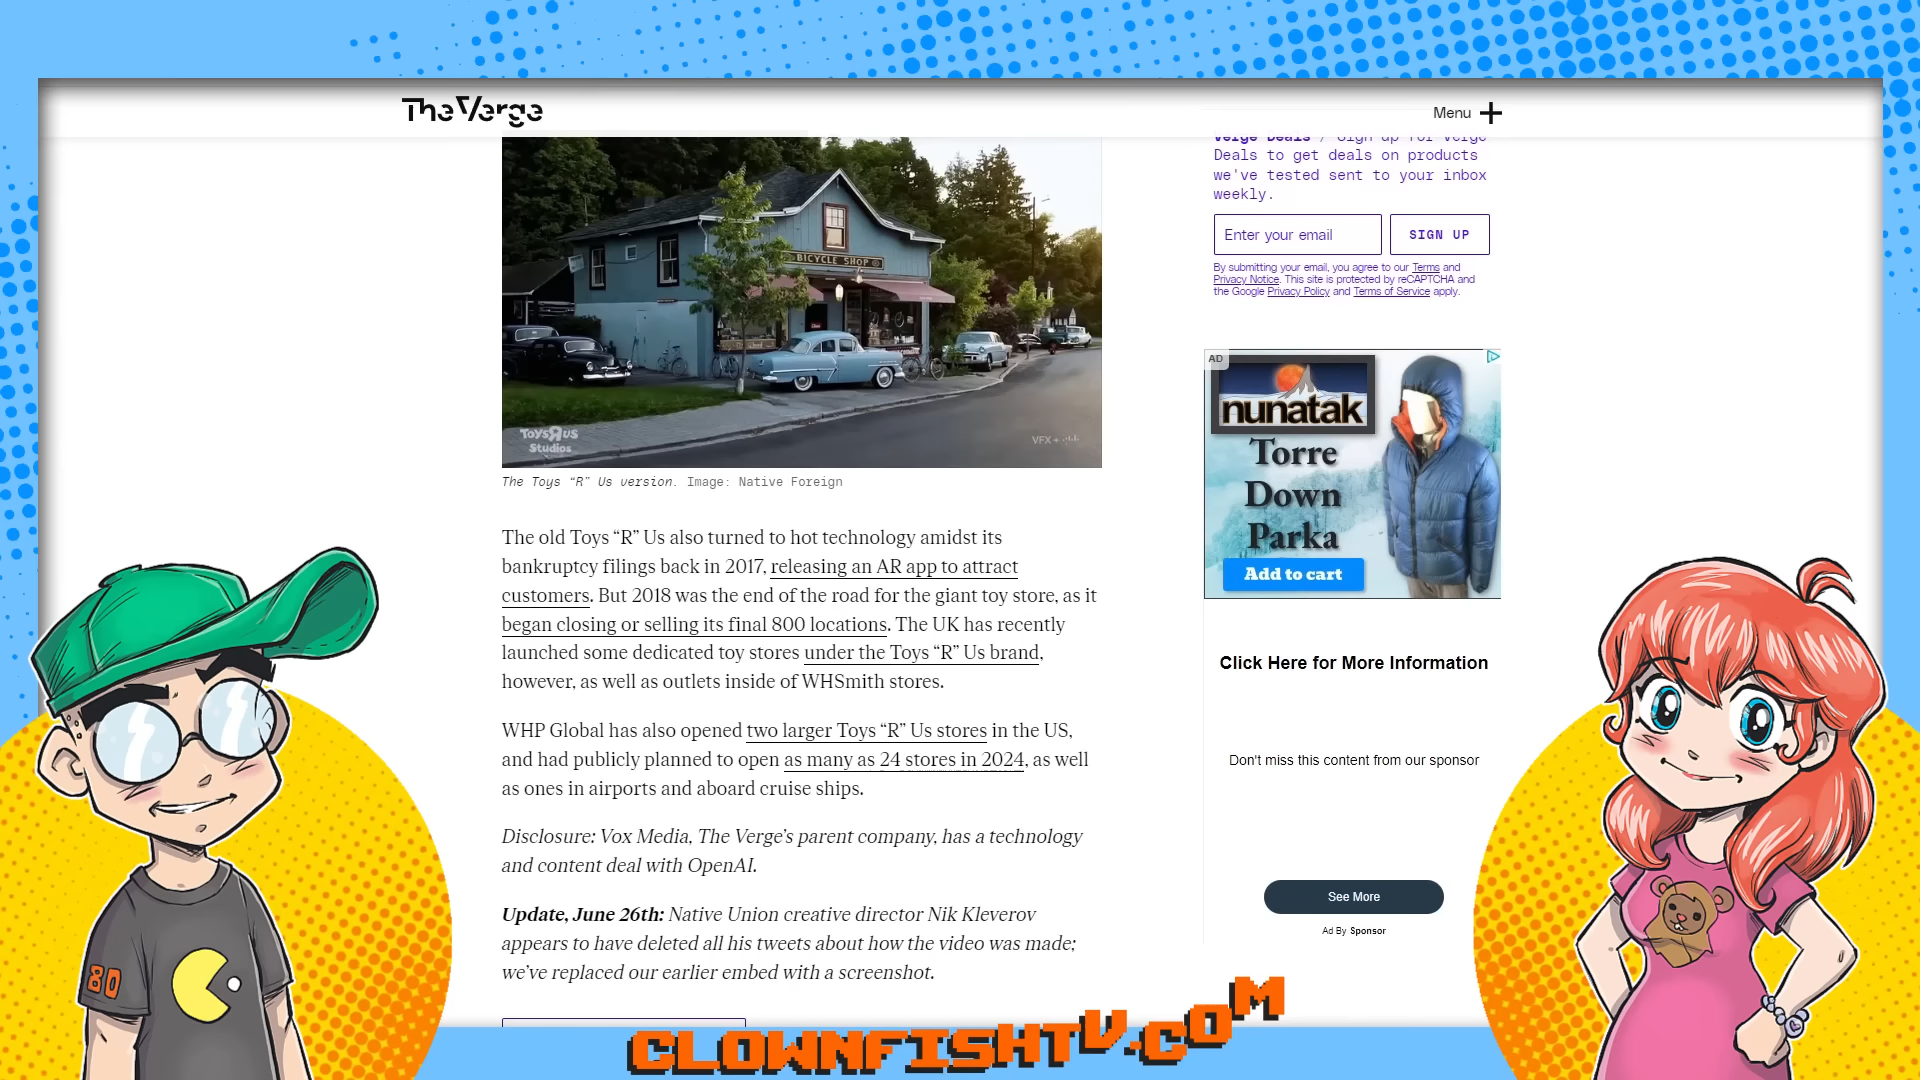 The Verge
Menu
Verge Deals / Sign up for Verge
Deals to get deals on products
we've tested sent to your inbox
weekly.
Enter your email
SIGN UP
By submitting your email, you agree to our Terms and
Privacy Notice. This site is protected by reCAPTCHA and
the Google Privacy Policy and Terms of Service apply.
BICYCLE SHOP
ToysRUs
Studios
VFX +
The Toys “R” Us version. Image: Native Foreign
The old Toys “R” Us also turned to hot technology amidst its
bankruptcy filings back in 2017, releasing an AR app to attract
customers. But 2018 was the end of the road for the giant toy store, as it
began closing or selling its final 800 locations. The UK has recently
launched some dedicated toy stores under the Toys “R” Us brand,
however, as well as outlets inside of WHSmith stores.
WHP Global has also opened two larger Toys “R” Us stores in the US,
and had publicly planned to open as many as 24 stores in 2024, as well
as ones in airports and aboard cruise ships.
Disclosure: Vox Media, The Verge’s parent company, has a technology
and content deal with OpenAI.
Update, June 26th: Native Union creative director Nik Kleverov
appears to have deleted all his tweets about how the video was made;
we’ve replaced our earlier embed with a screenshot.
AD
nunatak
Torre
Down
Parka
Add to cart
Click Here for More Information
Don't miss this content from our sponsor
See More
Ad By Sponsor
80
CLOWNFISHTV.COM